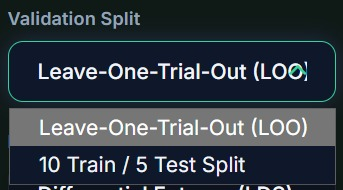 Validation Split
Leave-One-Trial-Out (LOO)
Leave-One-Trial-Out (LOO)
10 Train / 5 Test Split